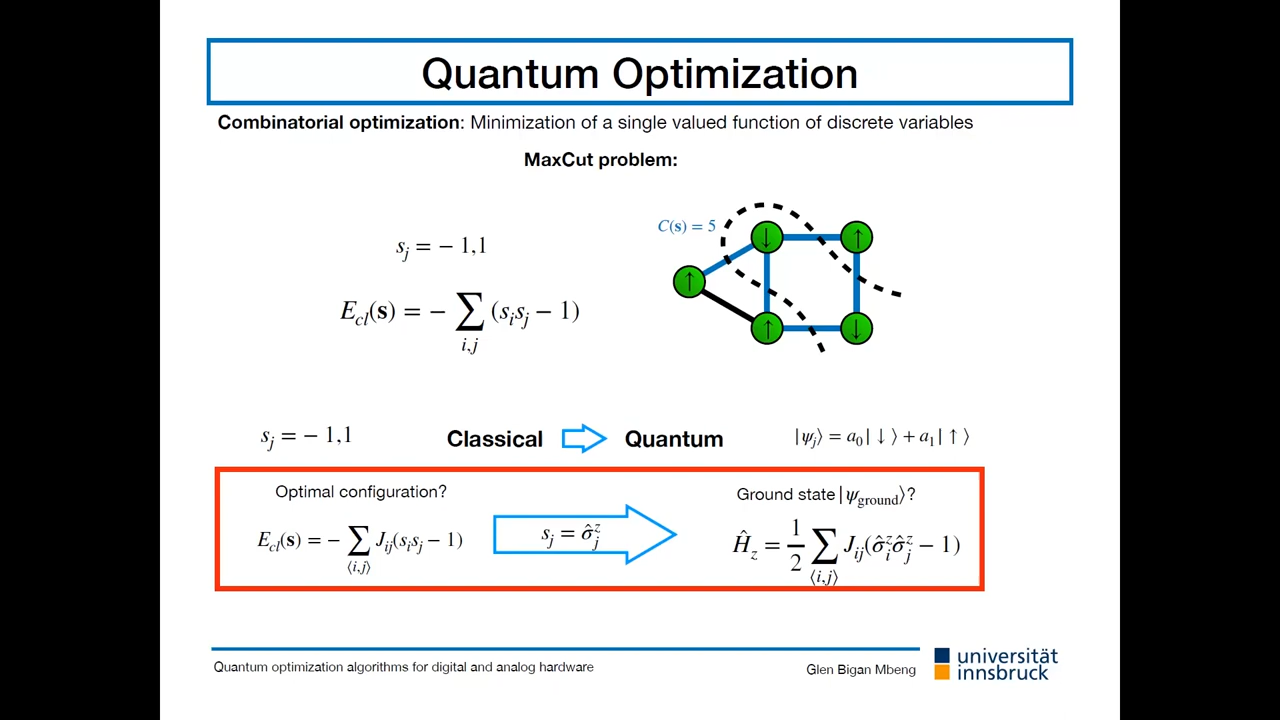 Quantum Optimization
Combinatorial optimization: Minimization of a single valued function of discrete variables
MaxCut problem:
C(s) = 5
s_j = − 1,1
E_cl(s) = − ∑_{i,j} (s_i s_j − 1)
↓ ↑
↑
↑ ↓
s_j = − 1,1
Classical
Quantum
|ψ_j⟩ = a_0|↓⟩ + a_1|↑⟩
Optimal configuration?
E_cl(s) = − ∑_{⟨i,j⟩} J_ij(s_i s_j − 1)
s_j = σ̂_j^z
Ground state |ψ_ground⟩?
Ĥ_z = 1/2 ∑_{⟨i,j⟩} J_ij(σ̂_i^z σ̂_j^z − 1)
Quantum optimization algorithms for digital and analog hardware
Glen Bigan Mbeng
universität
innsbruck